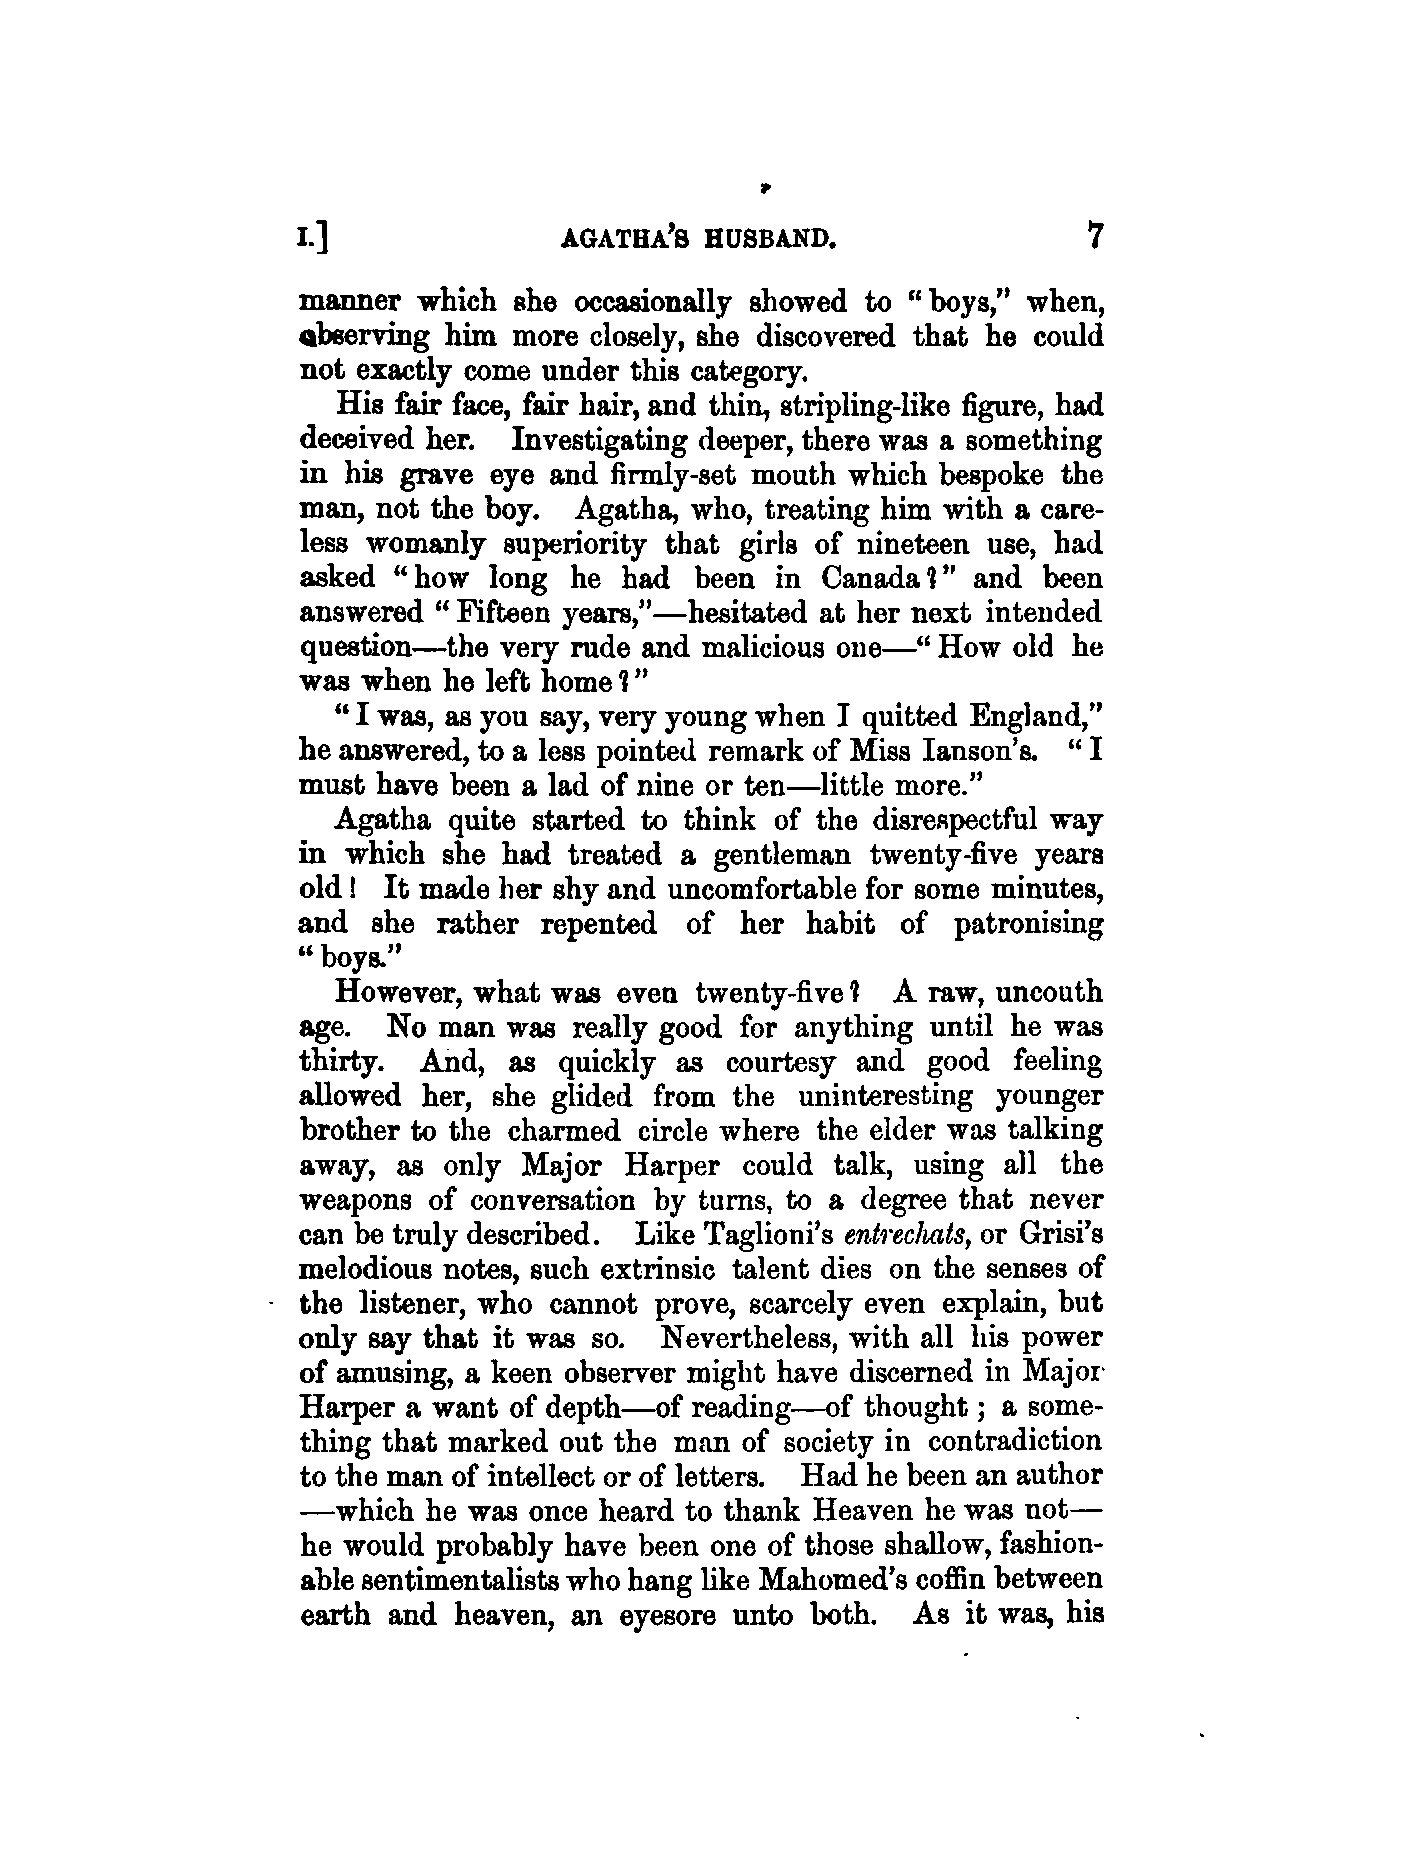 I.] AGATHA'S HUSBAND. 7
manner which she occasionally showed to "boys," when,
observing him more closely, she discovered that he could
not exactly come under this category.
His fair face, fair hair, and thin, stripling-like figure, had
deceived her. Investigating deeper, there was a something
in his grave eye and firmly-set mouth which bespoke the
man, not the boy. Agatha, who, treating him with a care-
less womanly superiority that girls of nineteen use, had
asked "how long he had been in Canada?" and been
answered "Fifteen years,"—hesitated at her next intended
question—the very rude and malicious one—"How old he
was when he left home?"
"I was, as you say, very young when I quitted England,"
he answered, to a less pointed remark of Miss Ianson's. "I
must have been a lad of nine or ten—little more."
Agatha quite started to think of the disrespectful way
in which she had treated a gentleman twenty-five years
old! It made her shy and uncomfortable for some minutes,
and she rather repented of her habit of patronising
"boys."
However, what was even twenty-five? A raw, uncouth
age. No man was really good for anything until he was
thirty. And, as quickly as courtesy and good feeling
allowed her, she glided from the uninteresting younger
brother to the charmed circle where the elder was talking
away, as only Major Harper could talk, using all the
weapons of conversation by turns, to a degree that never
can be truly described. Like Taglioni's entrechats, or Grisi's
melodious notes, such extrinsic talent dies on the senses of
the listener, who cannot prove, scarcely even explain, but
only say that it was so. Nevertheless, with all his power
of amusing, a keen observer might have discerned in Major
Harper a want of depth—of reading—of thought; a some-
thing that marked out the man of society in contradiction
to the man of intellect or of letters. Had he been an author
—which he was once heard to thank Heaven he was not—
he would probably have been one of those shallow, fashion-
able sentimentalists who hang like Mahomed's coffin between
earth and heaven, an eyesore unto both. As it was, his